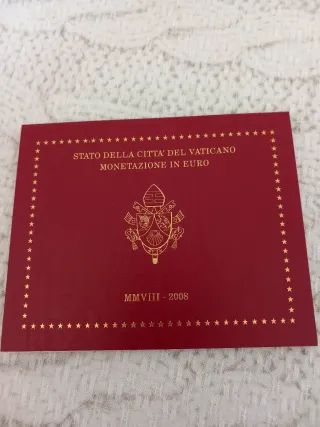 STATO DELLA CITTA' DEL VATICANO
MONETAZIONE IN EURO
MMVIII - 2008